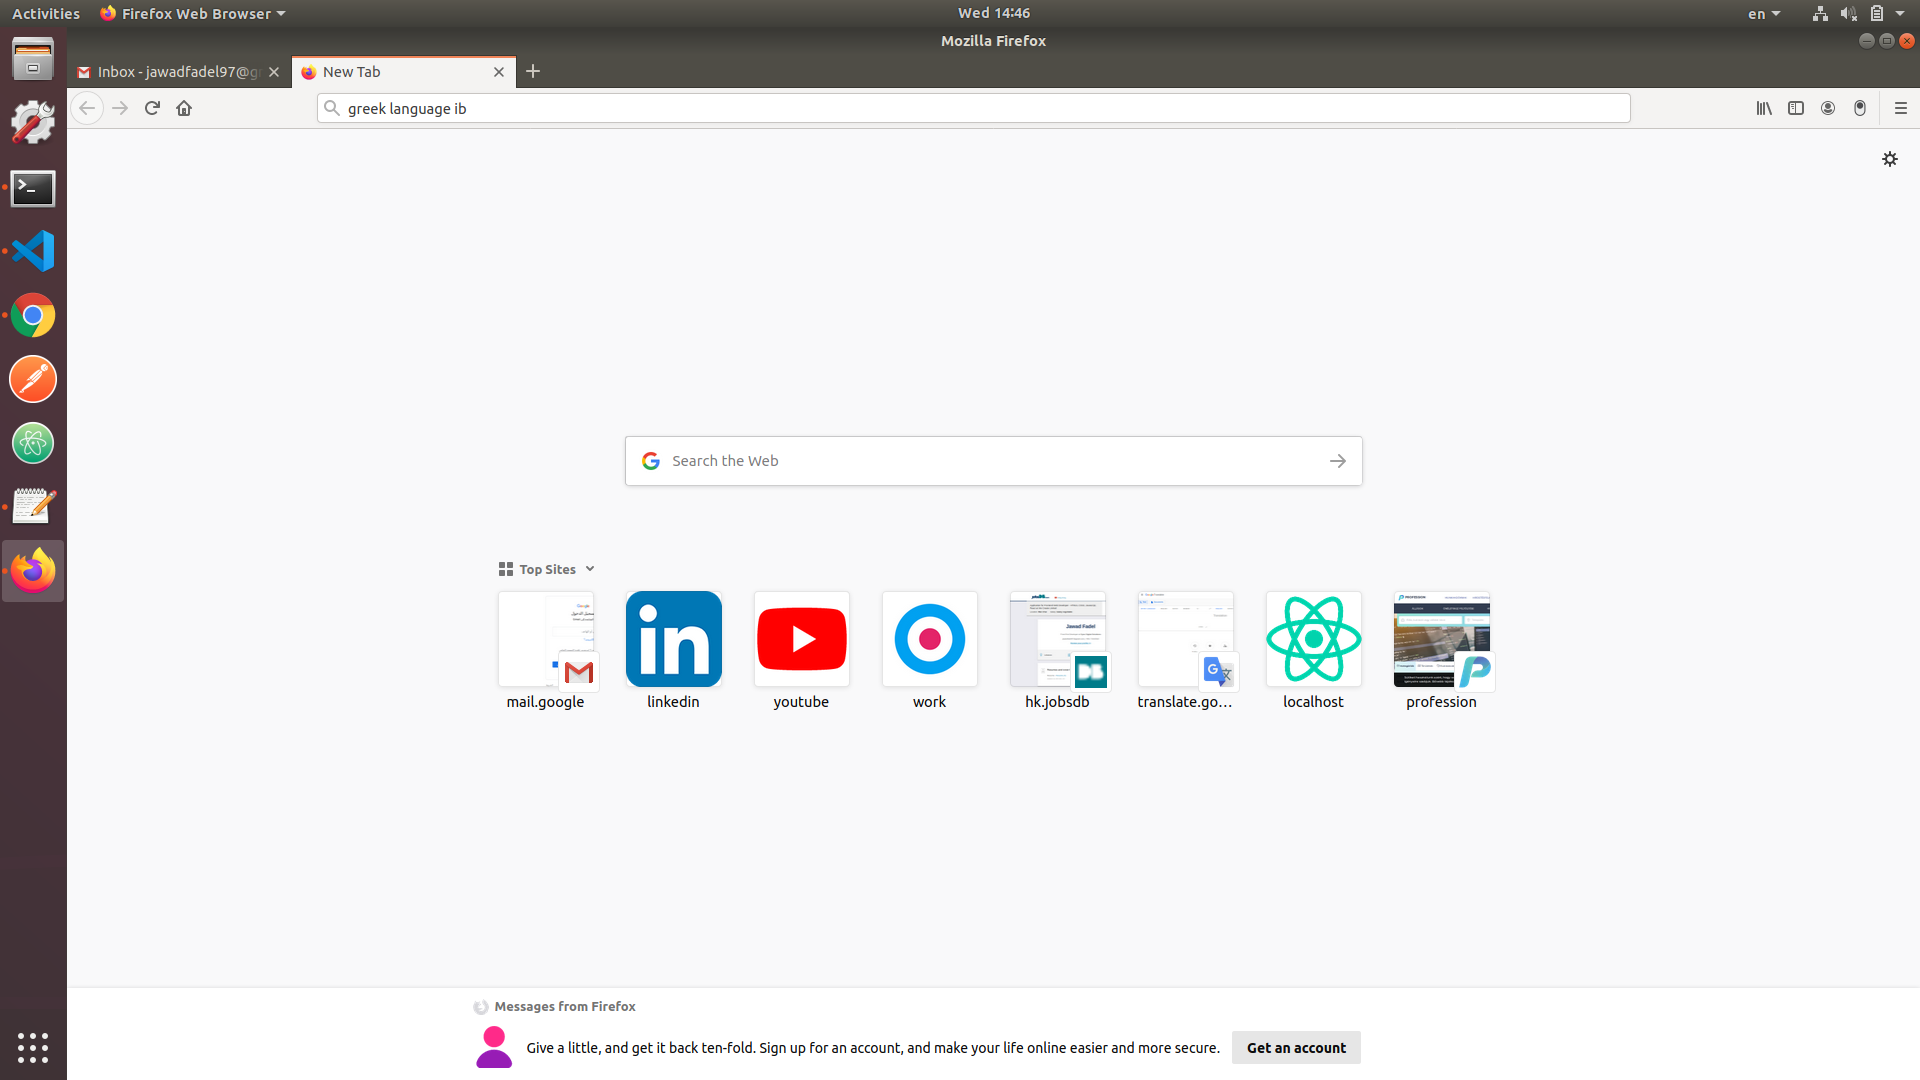 Activities
Firefox Web Browser
Wed 14:46
en
Mozilla Firefox
Inbox - jawadfadel97@g
New Tab
greek language ib
Search the Web
Top Sites
Jawad Fadel
PROFESSION
mail.google
linkedin
youtube
work
hk.jobsdb
translate.go...
localhost
profession
Messages from Firefox
Give a little, and get it back ten-fold. Sign up for an account, and make your life online easier and more secure.
Get an account